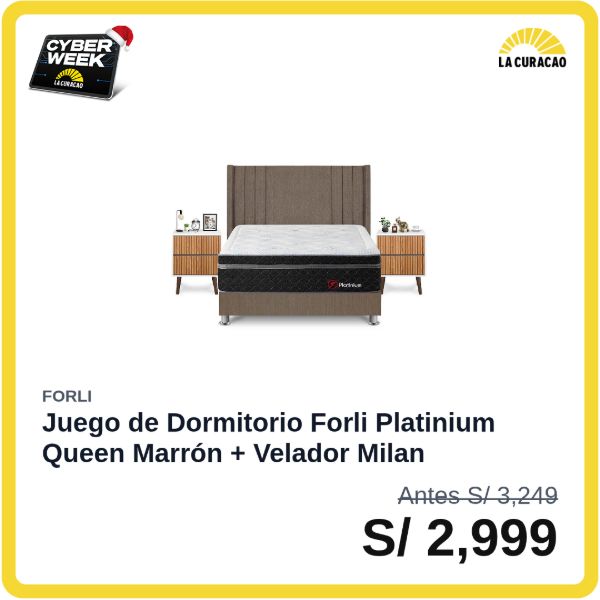 CYBER
WEEK
LA CURACAO
LA CURACAO
Platinium
FORLI
Juego de Dormitorio Forli Platinium
Queen Marrón + Velador Milan
Antes S/ 3,249
S/ 2,999